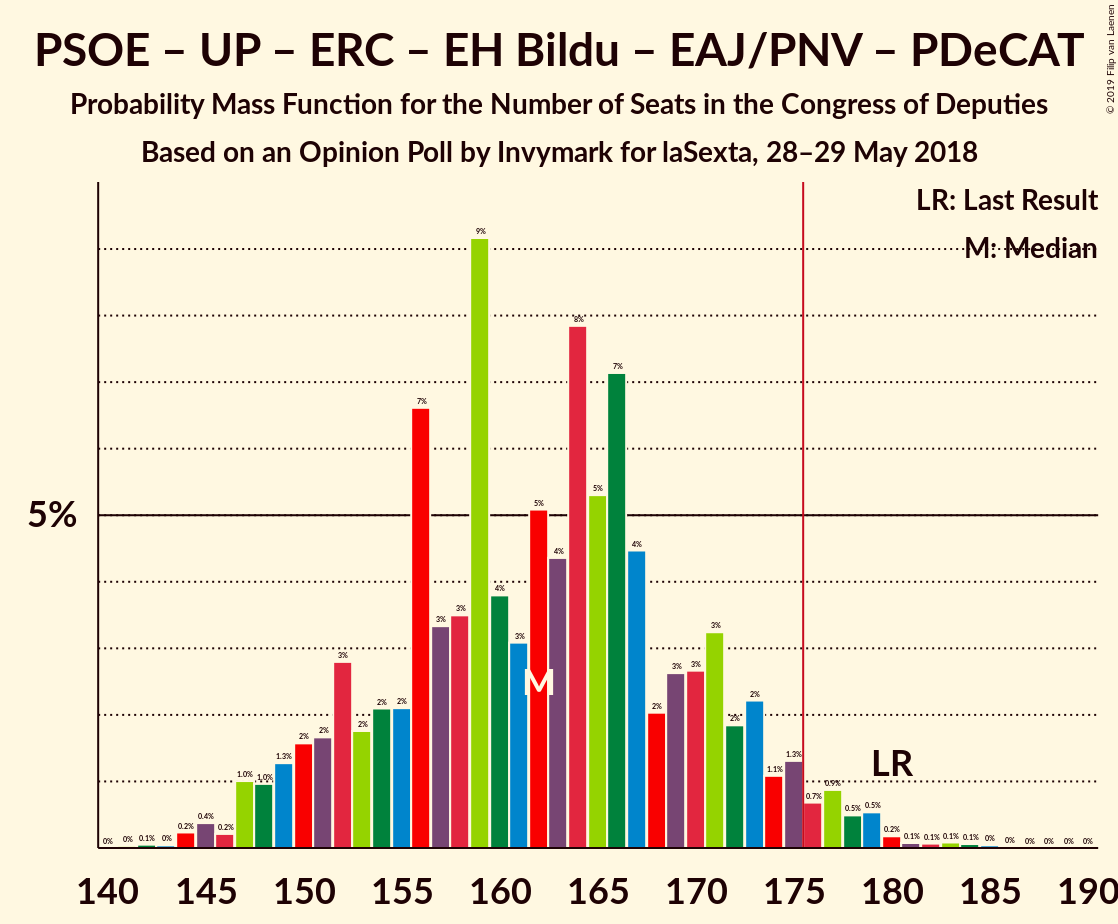 PSOE – UP – ERC – EH Bildu – EAJ/PNV – PDeCAT
Probability Mass Function for the Number of Seats in the Congress of Deputies
Based on an Opinion Poll by Invymark for laSexta, 28–29 May 2018
© 2019 Filip van Laenen
LR: Last Result
M: Median
5%
0% 0% 0.1% 0% 0.2% 0.4% 0.2% 1.0% 1.0% 1.3% 2% 2% 3% 2% 2% 2% 7% 3% 3% 9% 4% 3% 5% 4% 8% 5% 7% 4% 2% 3% 3% 3% 2% 2% 1.1% 1.3% 0.7% 0.9% 0.5% 0.5% 0.2% 0.1% 0.1% 0.1% 0.1% 0% 0% 0% 0% 0% 0%
M
LR
140 145 150 155 160 165 170 175 180 185 190